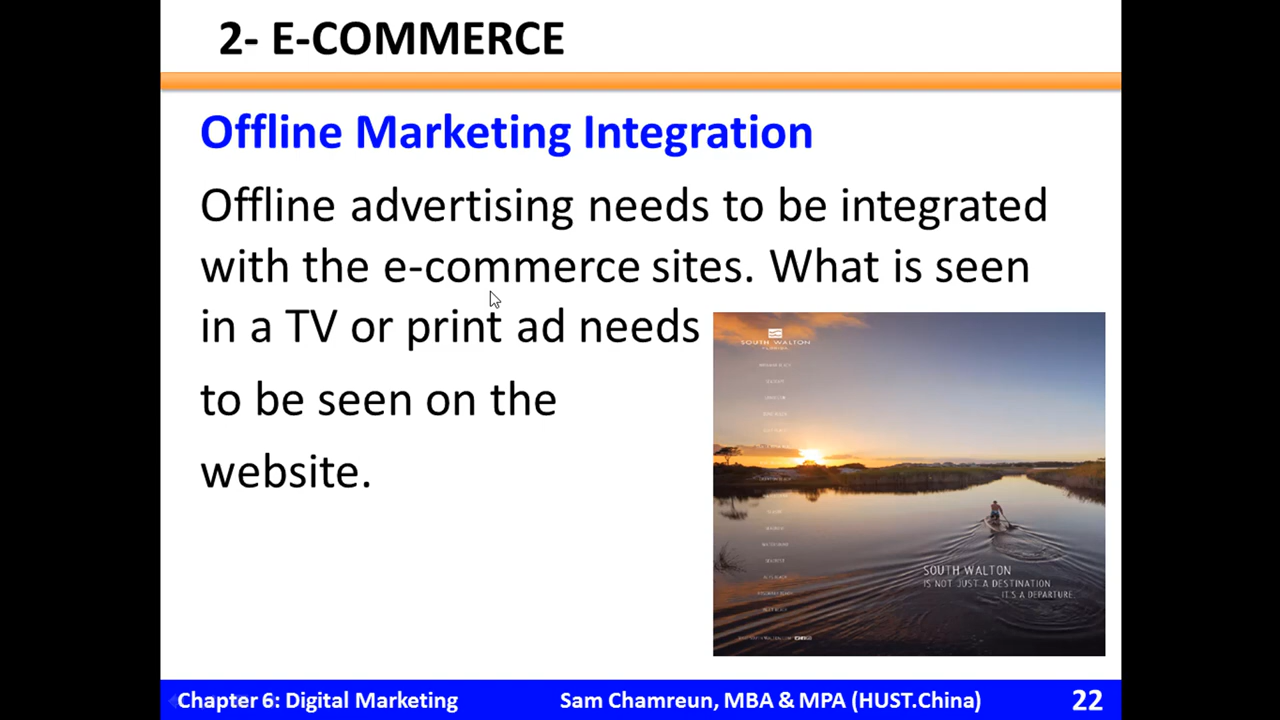 2- E-COMMERCE
Offline Marketing Integration
Offline advertising needs to be integrated
with the e-commerce sites. What is seen
in a TV or print ad needs
to be seen on the
website.
SOUTH WALTON
SOUTH WALTON
IS NOT JUST A DESTINATION
IT'S A DEPARTURE.
Chapter 6: Digital Marketing
Sam Chamreun, MBA & MPA (HUST.China)
22